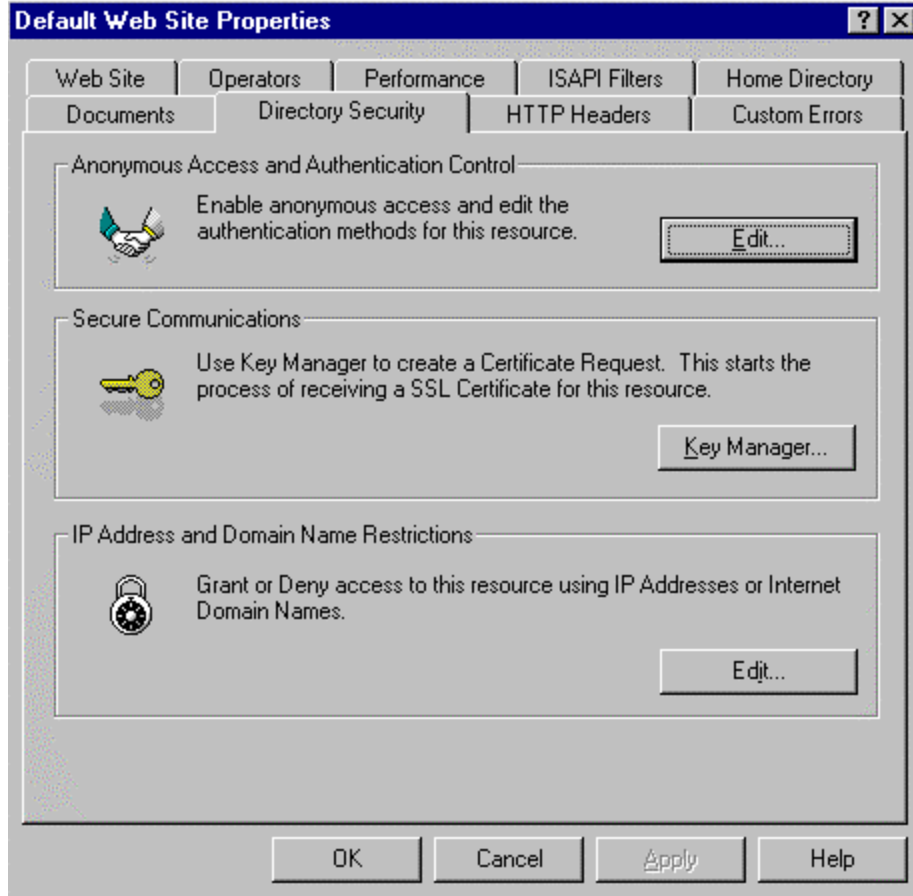 Default Web Site Properties
Web Site
Operators
Performance
ISAPI Filters
Home Directory
Documents
Directory Security
HTTP Headers
Custom Errors
Anonymous Access and Authentication Control
Enable anonymous access and edit the
authentication methods for this resource.
Edit...
Secure Communications
Use Key Manager to create a Certificate Request.  This starts the
process of receiving a SSL Certificate for this resource.
Key Manager...
IP Address and Domain Name Restrictions
Grant or Deny access to this resource using IP Addresses or Internet
Domain Names.
Edit...
OK
Cancel
Apply
Help